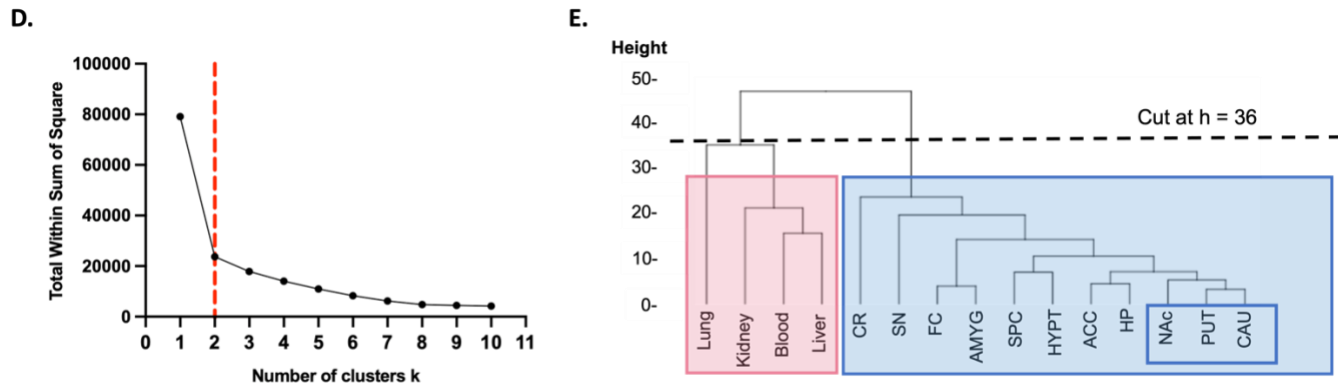 D.
100000
80000
60000
40000
20000
0
Total Within Sum of Square
0 1 2 3 4 5 6 7 8 9 10 11
Number of clusters k
E.
Height
50-
40-
30-
20-
10-
0-
Cut at h = 36
Lung
Kidney
Blood
Liver
CR
SN
FC
AMYG
SPC
HYPT
ACC
HP
NAc
PUT
CAU